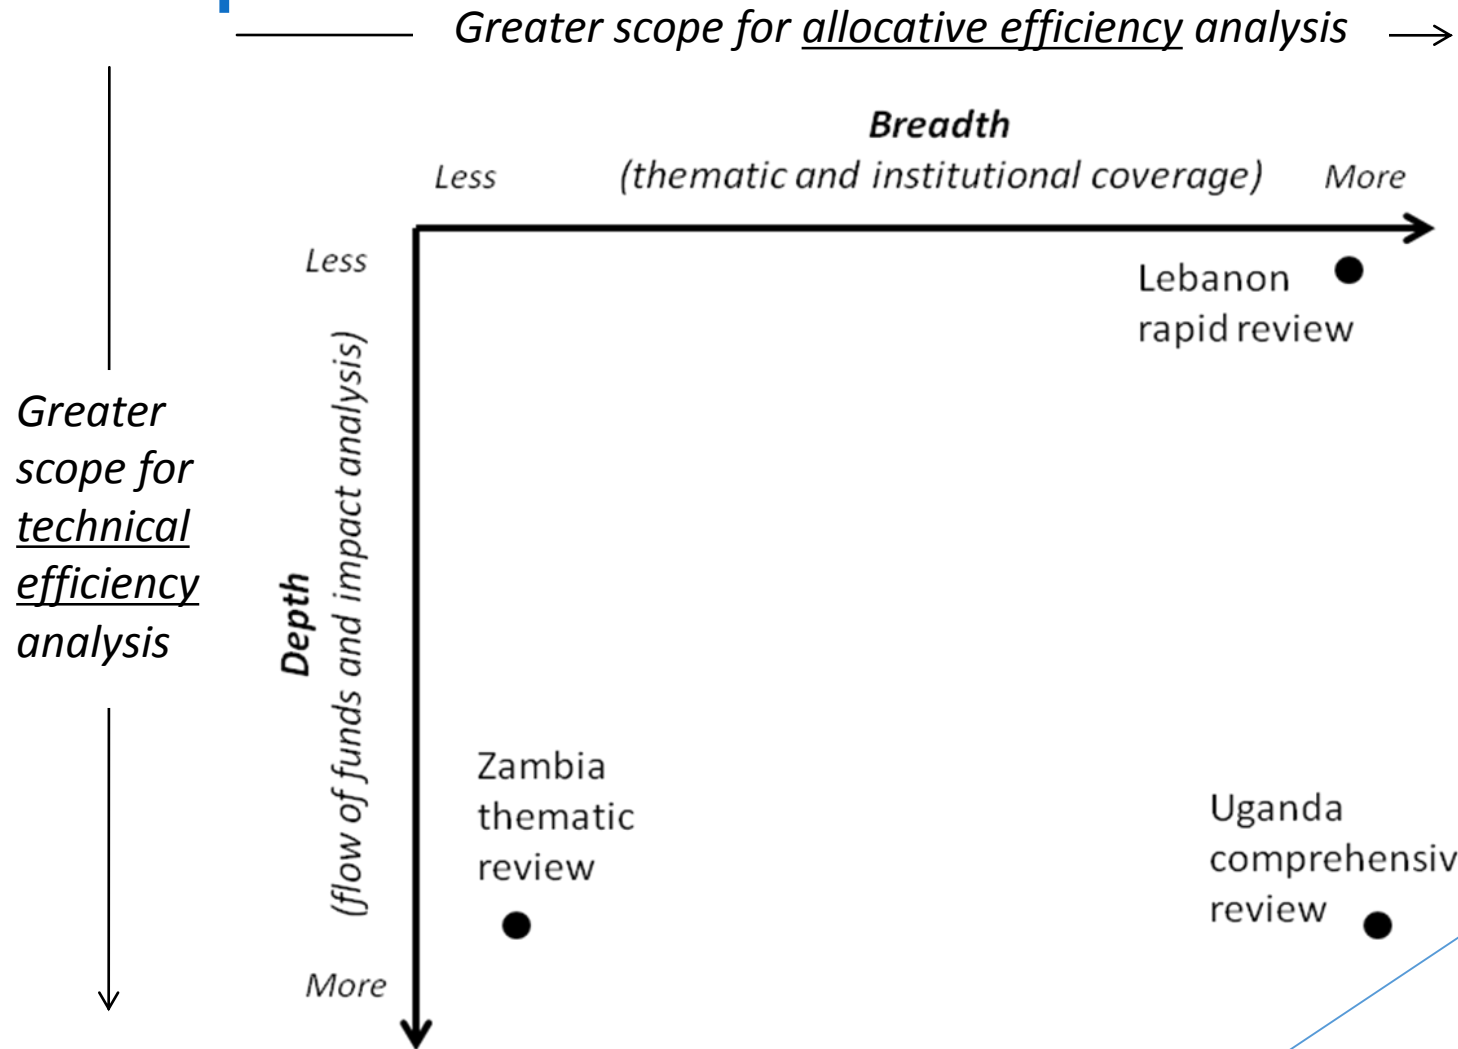 Greater scope for allocative efficiency analysis
Breadth
Less
(thematic and institutional coverage)
More
Less
Lebanon
rapid review
Greater
scope for
technical
efficiency
analysis
Depth
(flow of funds and impact analysis)
Zambia
thematic
review
Uganda
comprehensiv
review
More